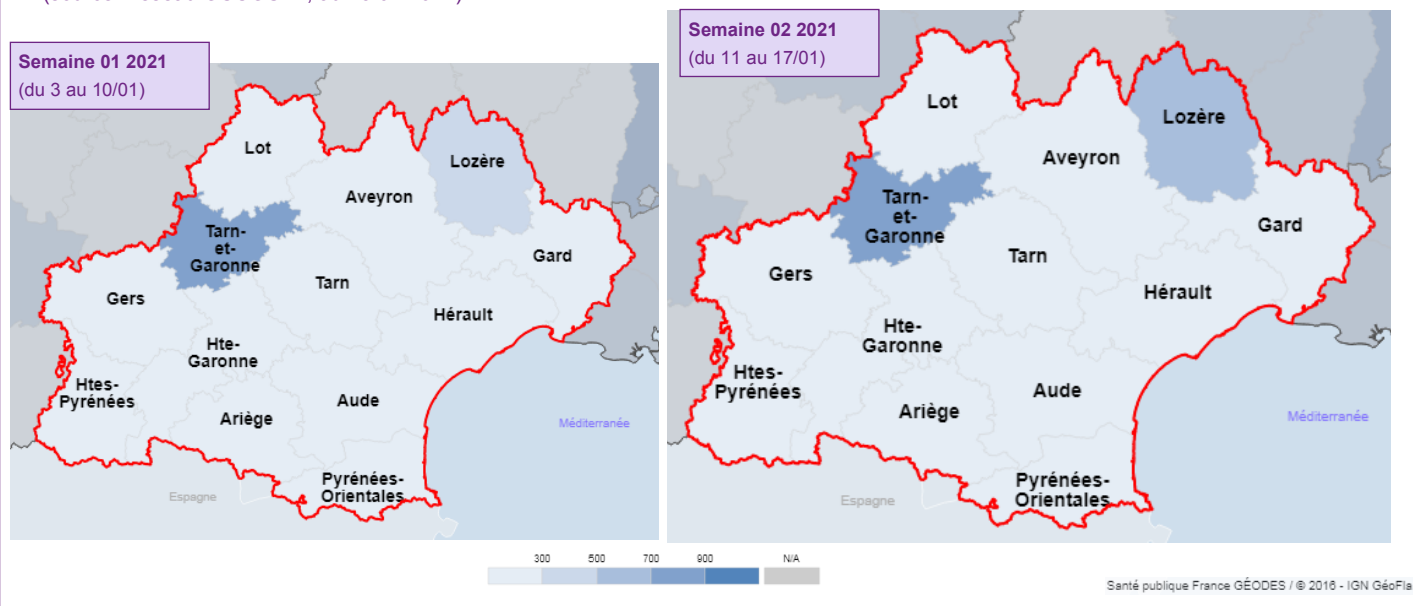 Semaine 01 2021
(du 3 au 10/01)
Lot
Lozère
Aveyron
Tarn-
et-
Garonne
Gard
Tarn
Gers
Hérault
Hte-
Garonne
Htes-
Pyrénées
Aude
Ariège
Méditerranée
Pyrénées-
Orientales
Espagne
Semaine 02 2021
(du 11 au 17/01)
Lot
Lozère
Aveyron
Tarn-
et-
Garonne
Gard
Tarn
Gers
Hérault
Hte-
Garonne
Htes-
Pyrénées
Aude
Ariège
Méditerranée
Pyrénées-
Orientales
Espagne
300 500 700 900 N/A
Santé publique France GÉODES / © 2016 - IGN GéoFla